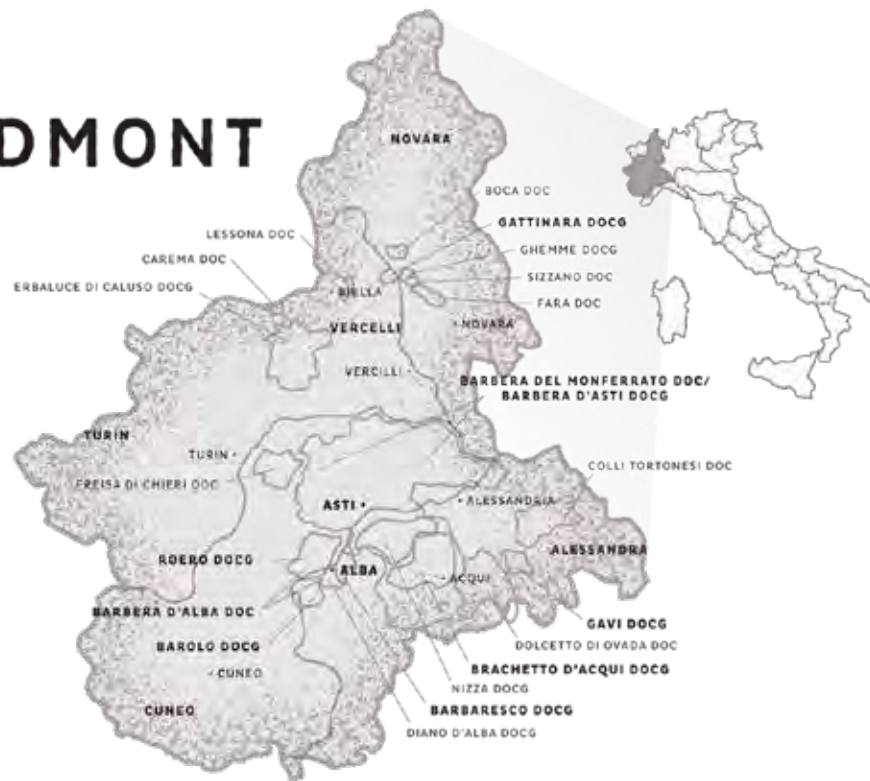 DMONT
NOVARA
BOCA DOC
GATTINARA DOCG
LESSONA DOC
GHEMME DOCG
CAREMA DOC
SIZZANO DOC
ERBALUCE DI CALUSO DOCG
BIELLA
FARA DOC
VERCELLI
NOVARA
VERCILLI
BARBERA DEL MONFERRATO DOC/
BARBERA D'ASTI DOCG
TURIN
TURIN
COLLI TORTONESI DOC
FREISA DI CHIERI DOC
ASTI
ALESSANDRIA
ROERO DOCG
ALESSANDRA
ALBA
ACQUI
BARBERA D'ALBA DOC
GAVI DOCG
BAROLO DOCG
DOLCETTO DI OVADA DOC
CUNEO
BRACHETTO D'ACQUI DOCG
NIZZA DOCG
CUNEO
BARBARESCO DOCG
DIANO D'ALBA DOCG